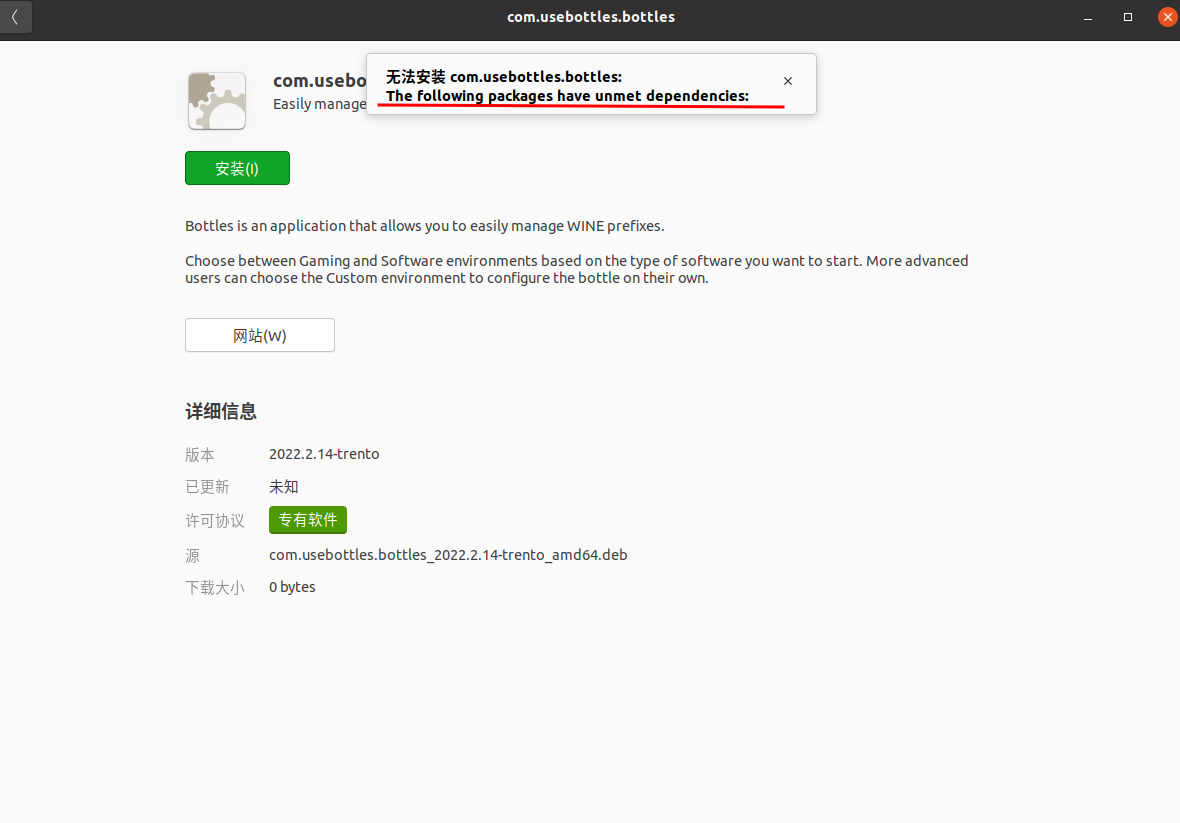 com.usebottles.bottles
com.usebo
Easily manage
无法安装 com.usebottles.bottles:
The following packages have unmet dependencies:
安装(I)
Bottles is an application that allows you to easily manage WINE prefixes.
Choose between Gaming and Software environments based on the type of software you want to start. More advanced
users can choose the Custom environment to configure the bottle on their own.
网站(W)
详细信息
版本 2022.2.14-trento
已更新 未知
许可协议 专有软件
源 com.usebottles.bottles_2022.2.14-trento_amd64.deb
下载大小 0 bytes